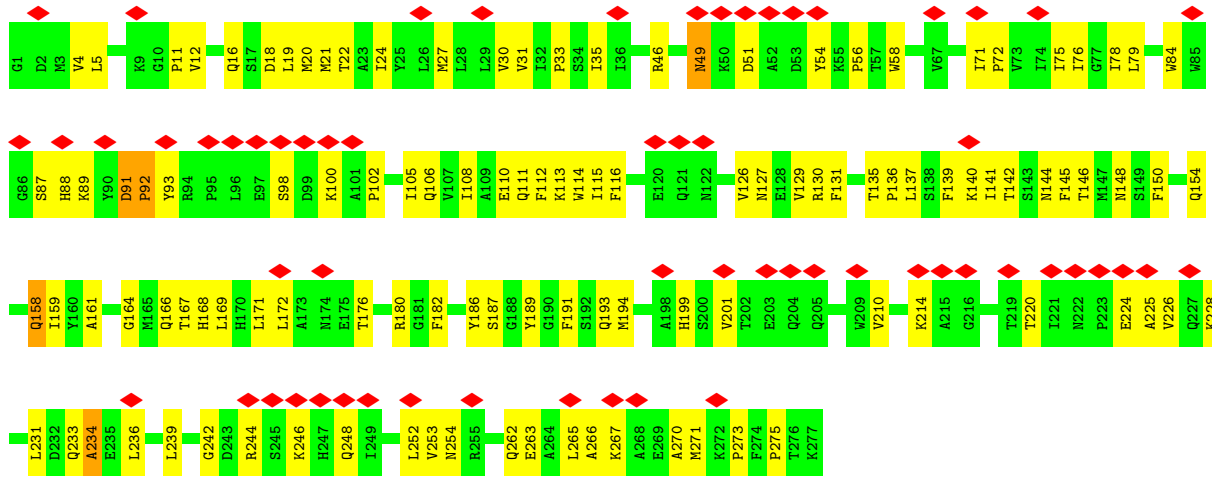 G1 D2 M3 V4 L5 K9 G10 P11 V12 Q16 S17 D18 L19 M20 M21 T22 A23 I24 Y25 L26 M27 L28 L29 V30 V31 I32 P33 S34 I35 I36 R46 N49 K50 D51 A52 D53 Y54 K55 P56 T57 W58 V67 I71 P72 V73 I74 I75 I76 G77 I78 L79 W84 W85
G86 S87 H88 K89 Y90 D91 P92 Y93 R94 P95 L96 E97 S98 D99 K100 A101 P102 I105 Q106 V107 I108 A109 E110 Q111 F112 K113 W114 I115 F116 E120 Q121 N122 V126 N127 E128 V129 R130 F131 T135 P136 L137 S138 F139 K140 I141 T142 S143 N144 F145 T146 M147 N148 S149 F150 Q154
Q158 I159 Y160 A161 G164 M165 Q166 T167 H168 L169 H170 L171 L172 A173 N174 E175 T176 R180 G181 F182 Y186 S187 G188 Y189 G190 F191 S192 Q193 M194 A198 H199 S200 V201 T202 E203 Q204 Q205 W209 V210 K214 A215 G216 T219 T220 I221 N222 P223 E224 A225 V226 Q227 K228
L231 D232 Q233 A234 E235 L236 L239 G242 D243 R244 S245 K246 H247 Q248 I249 L252 V253 N254 R255 Q262 E263 A264 L265 A266 K267 A268 E269 A270 M271 K272 P273 F274 P275 T276 K277